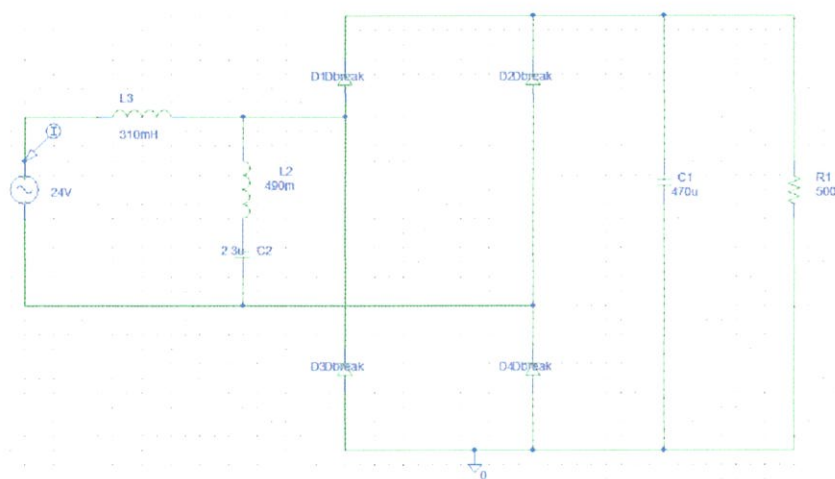 D1Dbreak
D2Dbreak
L3
310mH
I
L2
490m
24V
C1
470u
R1
500
2.3u
C2
D3Dbreak
D4Dbreak
0